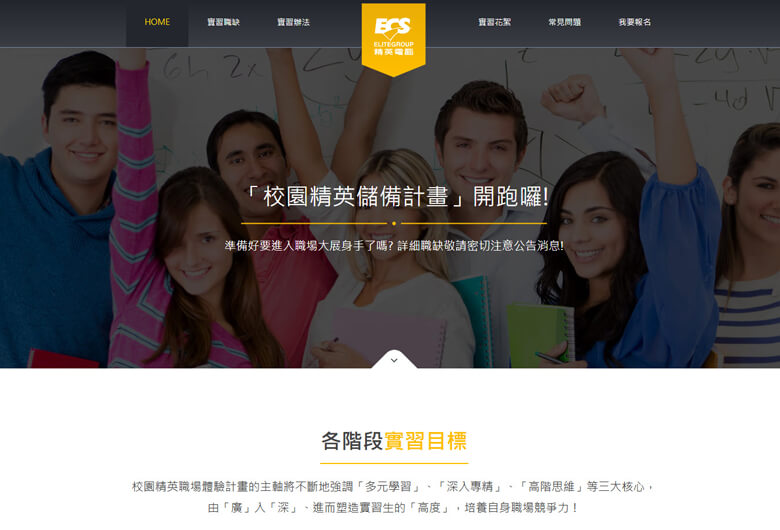 HOME
實習職缺
實習辦法
ECS
ELITEGROUP
精英電腦
實習花絮
常見問題
我要報名
「校園精英儲備計畫」開跑囉!
準備好要進入職場大展身手了嗎? 詳細職缺敬請密切注意公告消息!
各階段實習目標
校園精英職場體驗計畫的主軸將不斷地強調「多元學習」、「深入專精」、「高階思維」等三大核心，
由「廣」入「深」、進而塑造實習生的「高度」，培養自身職場競爭力！